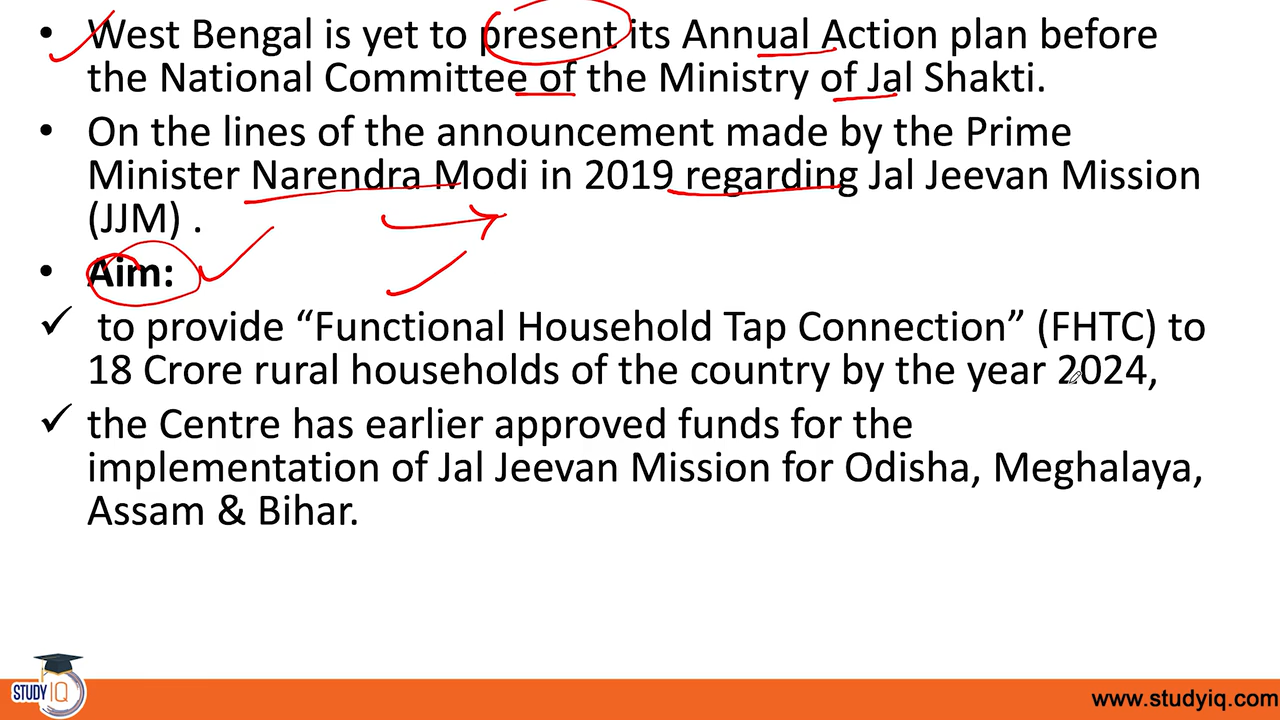 • West Bengal is yet to present its Annual Action plan before
the National Committee of the Ministry of Jal Shakti.
• On the lines of the announcement made by the Prime
Minister Narendra Modi in 2019 regarding Jal Jeevan Mission
(JJM) .
• Aim:
✓ to provide “Functional Household Tap Connection” (FHTC) to
18 Crore rural households of the country by the year 2024,
✓ the Centre has earlier approved funds for the
implementation of Jal Jeevan Mission for Odisha, Meghalaya,
Assam & Bihar.
STUDY IQ
www.studyiq.com